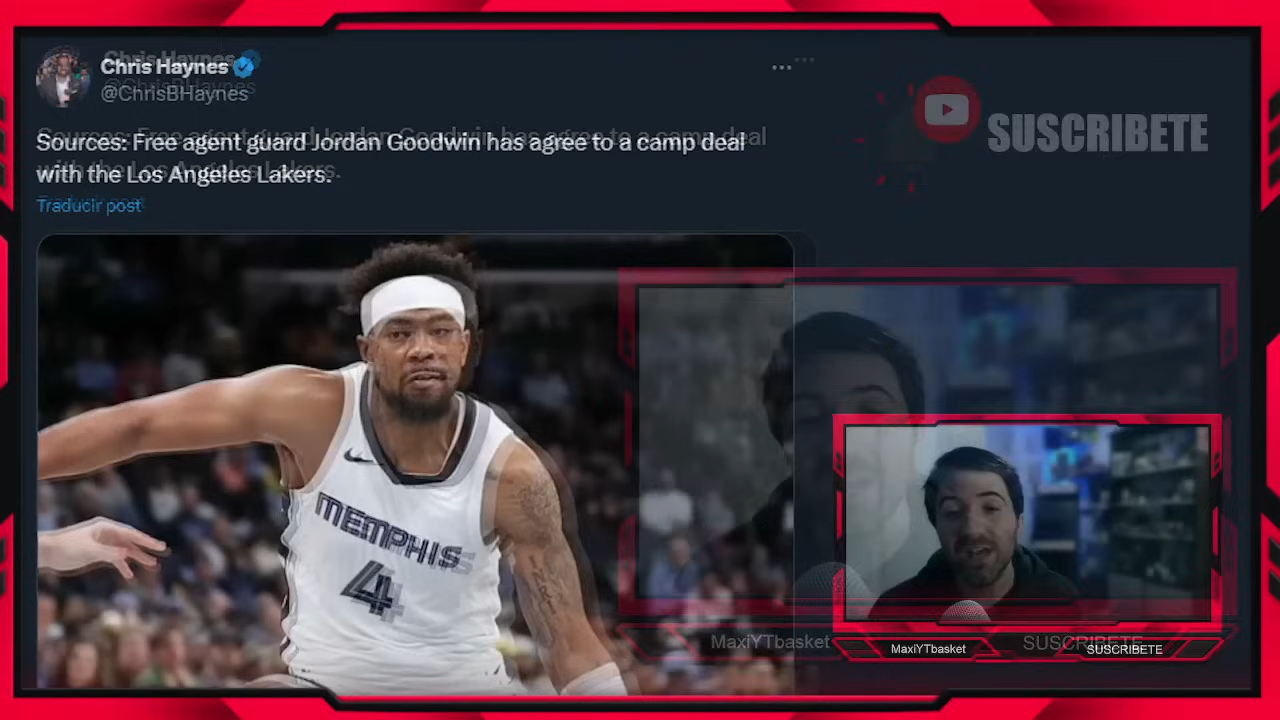 Chris Haynes
@ChrisBHaynes
Sources: Free agent guard Jordan Goodwin has agree to a camp deal
with the Los Angeles Lakers.
Traducir post
SUSCRIBETE
MEMPHIS
4
MaxiYTbasket
SUSCRIBETE
MaxiYTbasket
SUSCRIBETE